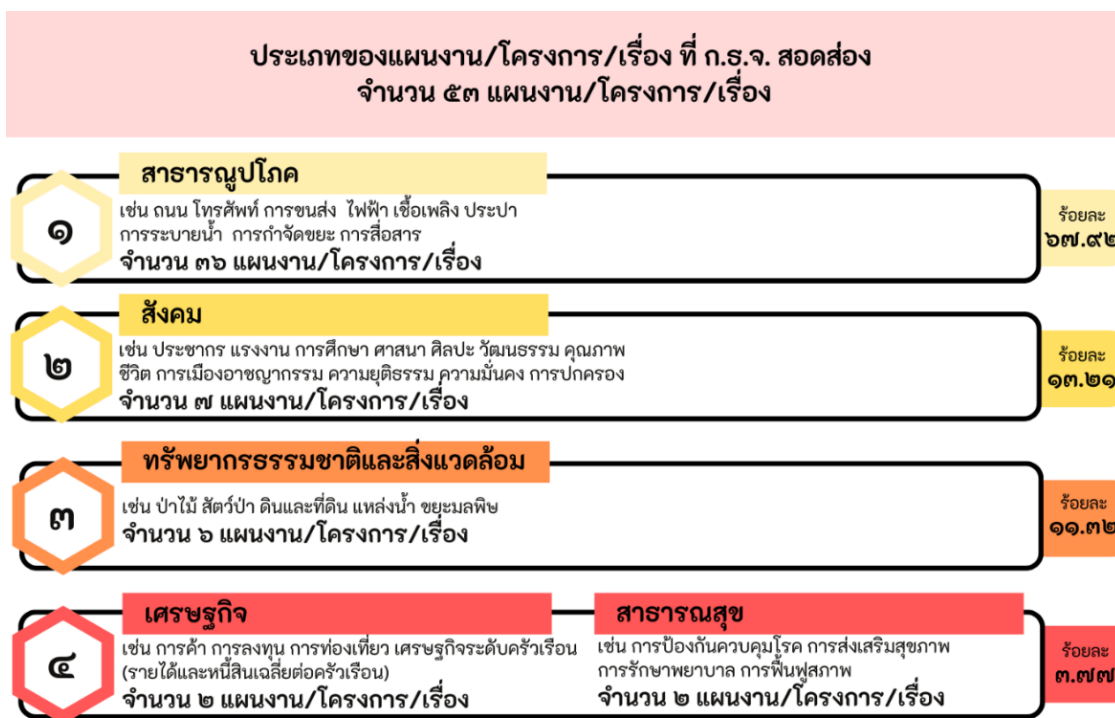 ประเภทของแผนงาน/โครงการ/เรื่อง ที่ ก.ธ.จ. สอดส่อง
จำนวน ๕๓ แผนงาน/โครงการ/เรื่อง
สาธารณูปโภค
๑
เช่น ถนน โทรศัพท์ การขนส่ง ไฟฟ้า เชื้อเพลิง ประปา
การระบายน้ำ การกำจัดขยะ การสื่อสาร
จำนวน ๓๖ แผนงาน/โครงการ/เรื่อง
ร้อยละ
๖๗.๙๒
สังคม
๒
เช่น ประชากร แรงงาน การศึกษา ศาสนา ศิลปะ วัฒนธรรม คุณภาพ
ชีวิต การเมืองอาชญากรรม ความยุติธรรม ความมั่นคง การปกครอง
จำนวน ๗ แผนงาน/โครงการ/เรื่อง
ร้อยละ
๑๓.๒๑
ทรัพยากรธรรมชาติและสิ่งแวดล้อม
๓
เช่น ป่าไม้ สัตว์ป่า ดินและที่ดิน แหล่งน้ำ ขยะมลพิษ
จำนวน ๖ แผนงาน/โครงการ/เรื่อง
ร้อยละ
๑๑.๓๒
๔
เศรษฐกิจ
เช่น การค้า การลงทุน การท่องเที่ยว เศรษฐกิจระดับครัวเรือน
(รายได้และหนี้สินเฉลี่ยต่อครัวเรือน)
จำนวน ๒ แผนงาน/โครงการ/เรื่อง
สาธารณสุข
เช่น การป้องกันควบคุมโรค การส่งเสริมสุขภาพ
การรักษาพยาบาล การฟื้นฟูสภาพ
จำนวน ๒ แผนงาน/โครงการ/เรื่อง
ร้อยละ
๓.๗๗